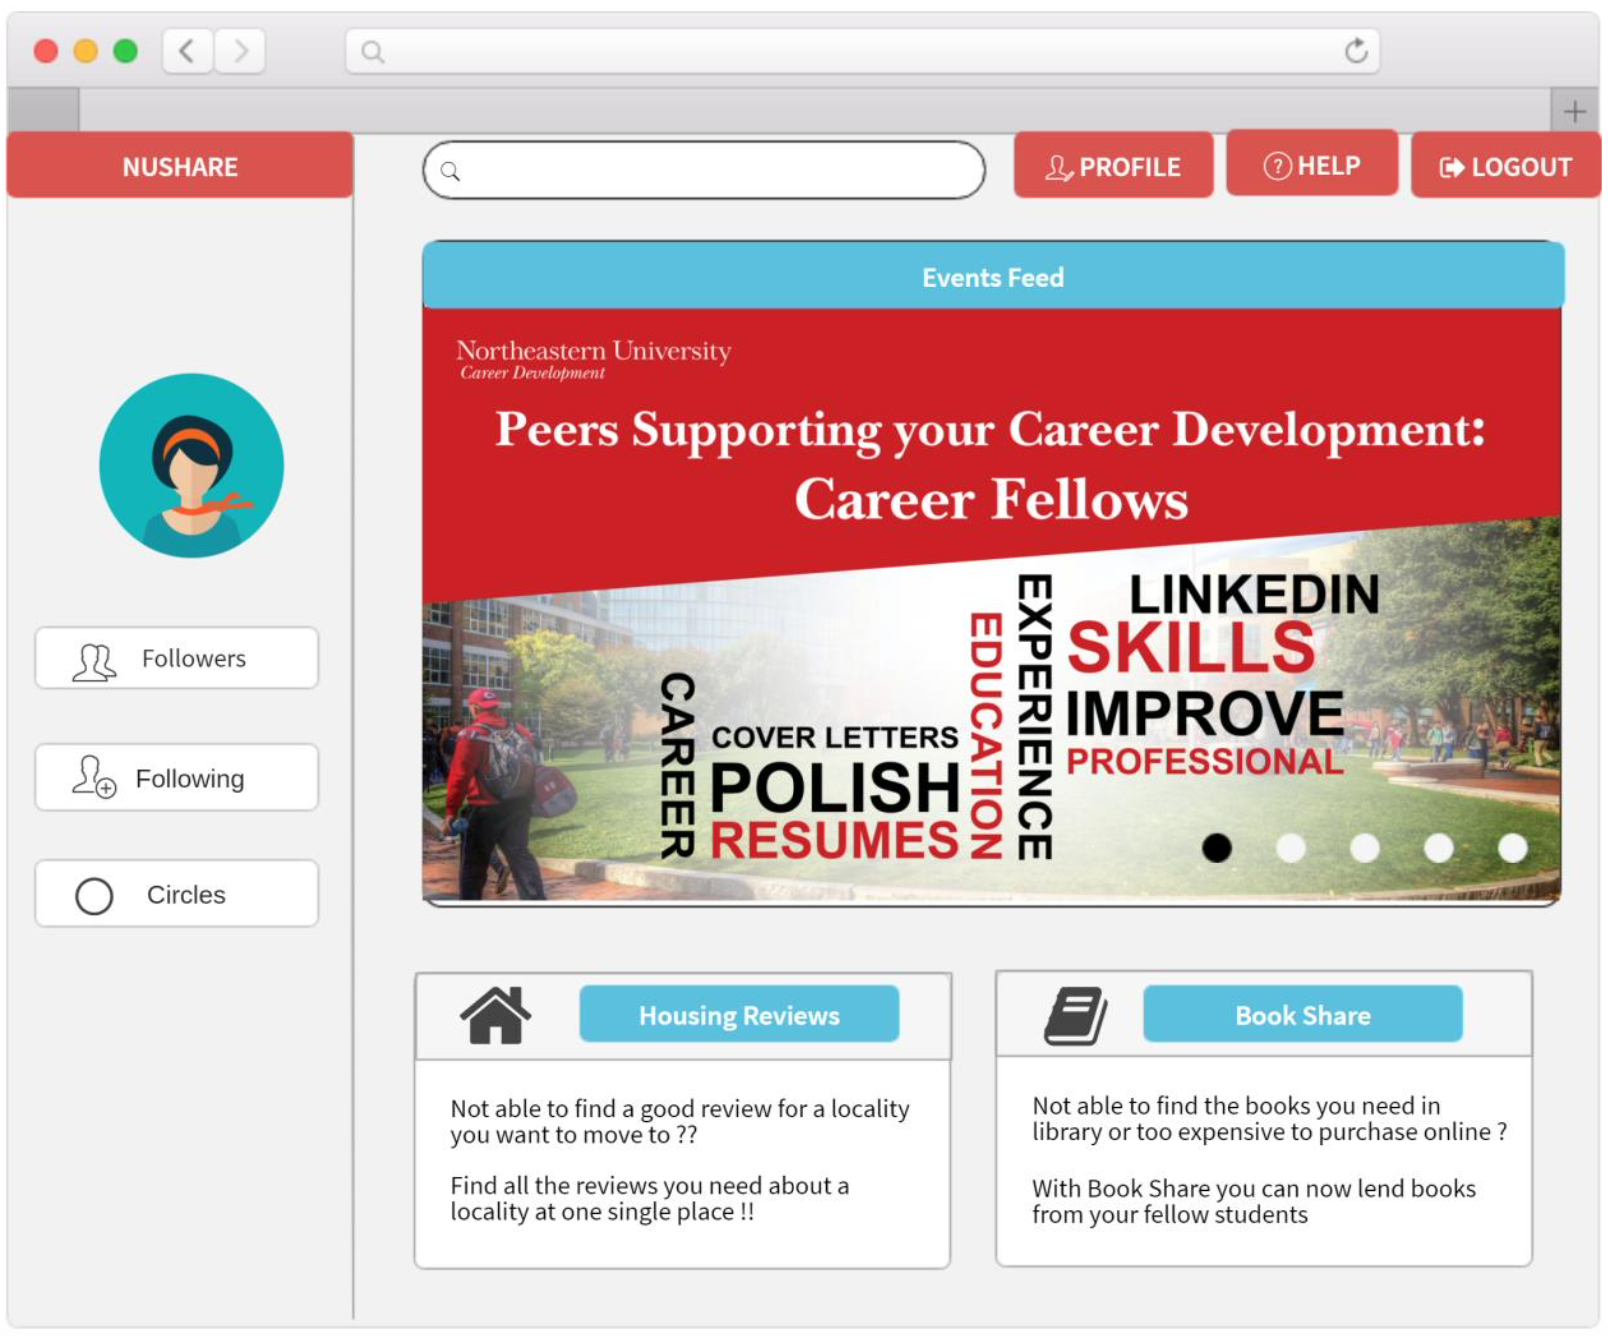 NUSHARE
PROFILE
HELP
LOGOUT
Events Feed
Northeastern University
Career Development
Peers Supporting your Career Development:
Career Fellows
CAREER
COVER LETTERS
POLISH
RESUMES
EDUCATION
EXPERIENCE
LINKEDIN
SKILLS
IMPROVE
PROFESSIONAL
Followers
Following
Circles
Housing Reviews
Not able to find a good review for a locality
you want to move to ??
Find all the reviews you need about a
locality at one single place !!
Book Share
Not able to find the books you need in
library or too expensive to purchase online ?
With Book Share you can now lend books
from your fellow students